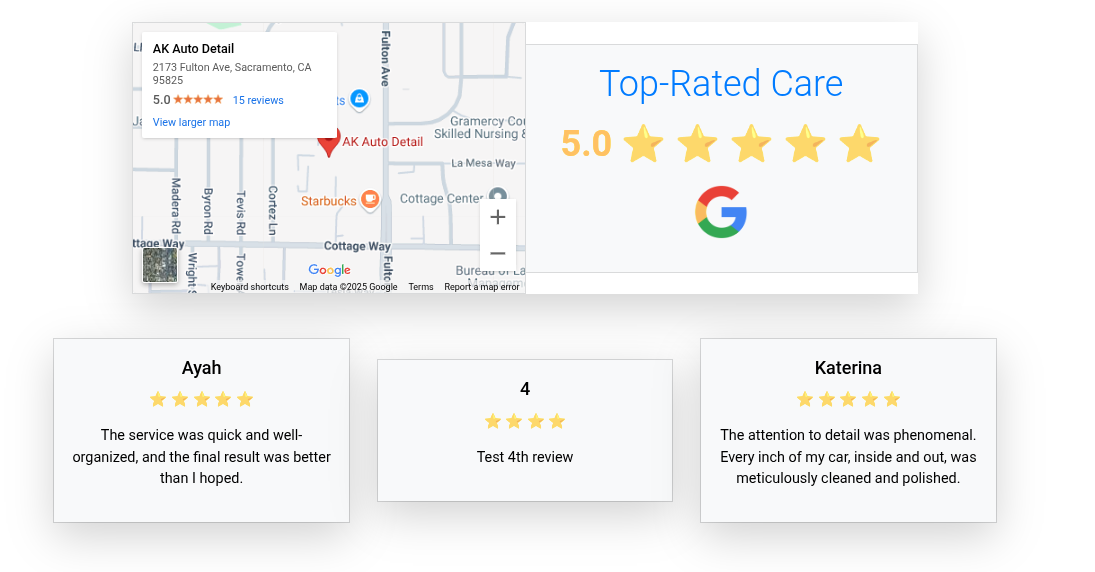 AK Auto Detail
2173 Fulton Ave, Sacramento, CA
95825
5.0 15 reviews
View larger map
ts
Fulton Ave
AK Auto Detail
Gramercy Cou
Skilled Nursing &
La Mesa Way
Starbucks
Cottage Center
Madera Rd
Byron Rd
Tevis Rd
Cortez Ln
ttage Way
Cottage Way
Wright S
Towe
Fulto
Google
Bureau of La
Managem
Keyboard shortcuts Map data ©2025 Google Terms Report a map error
+
−
Top-Rated Care
5.0
G
Ayah
The service was quick and well-
organized, and the final result was better
than I hoped.
4
Test 4th review
Katerina
The attention to detail was phenomenal.
Every inch of my car, inside and out, was
meticulously cleaned and polished.